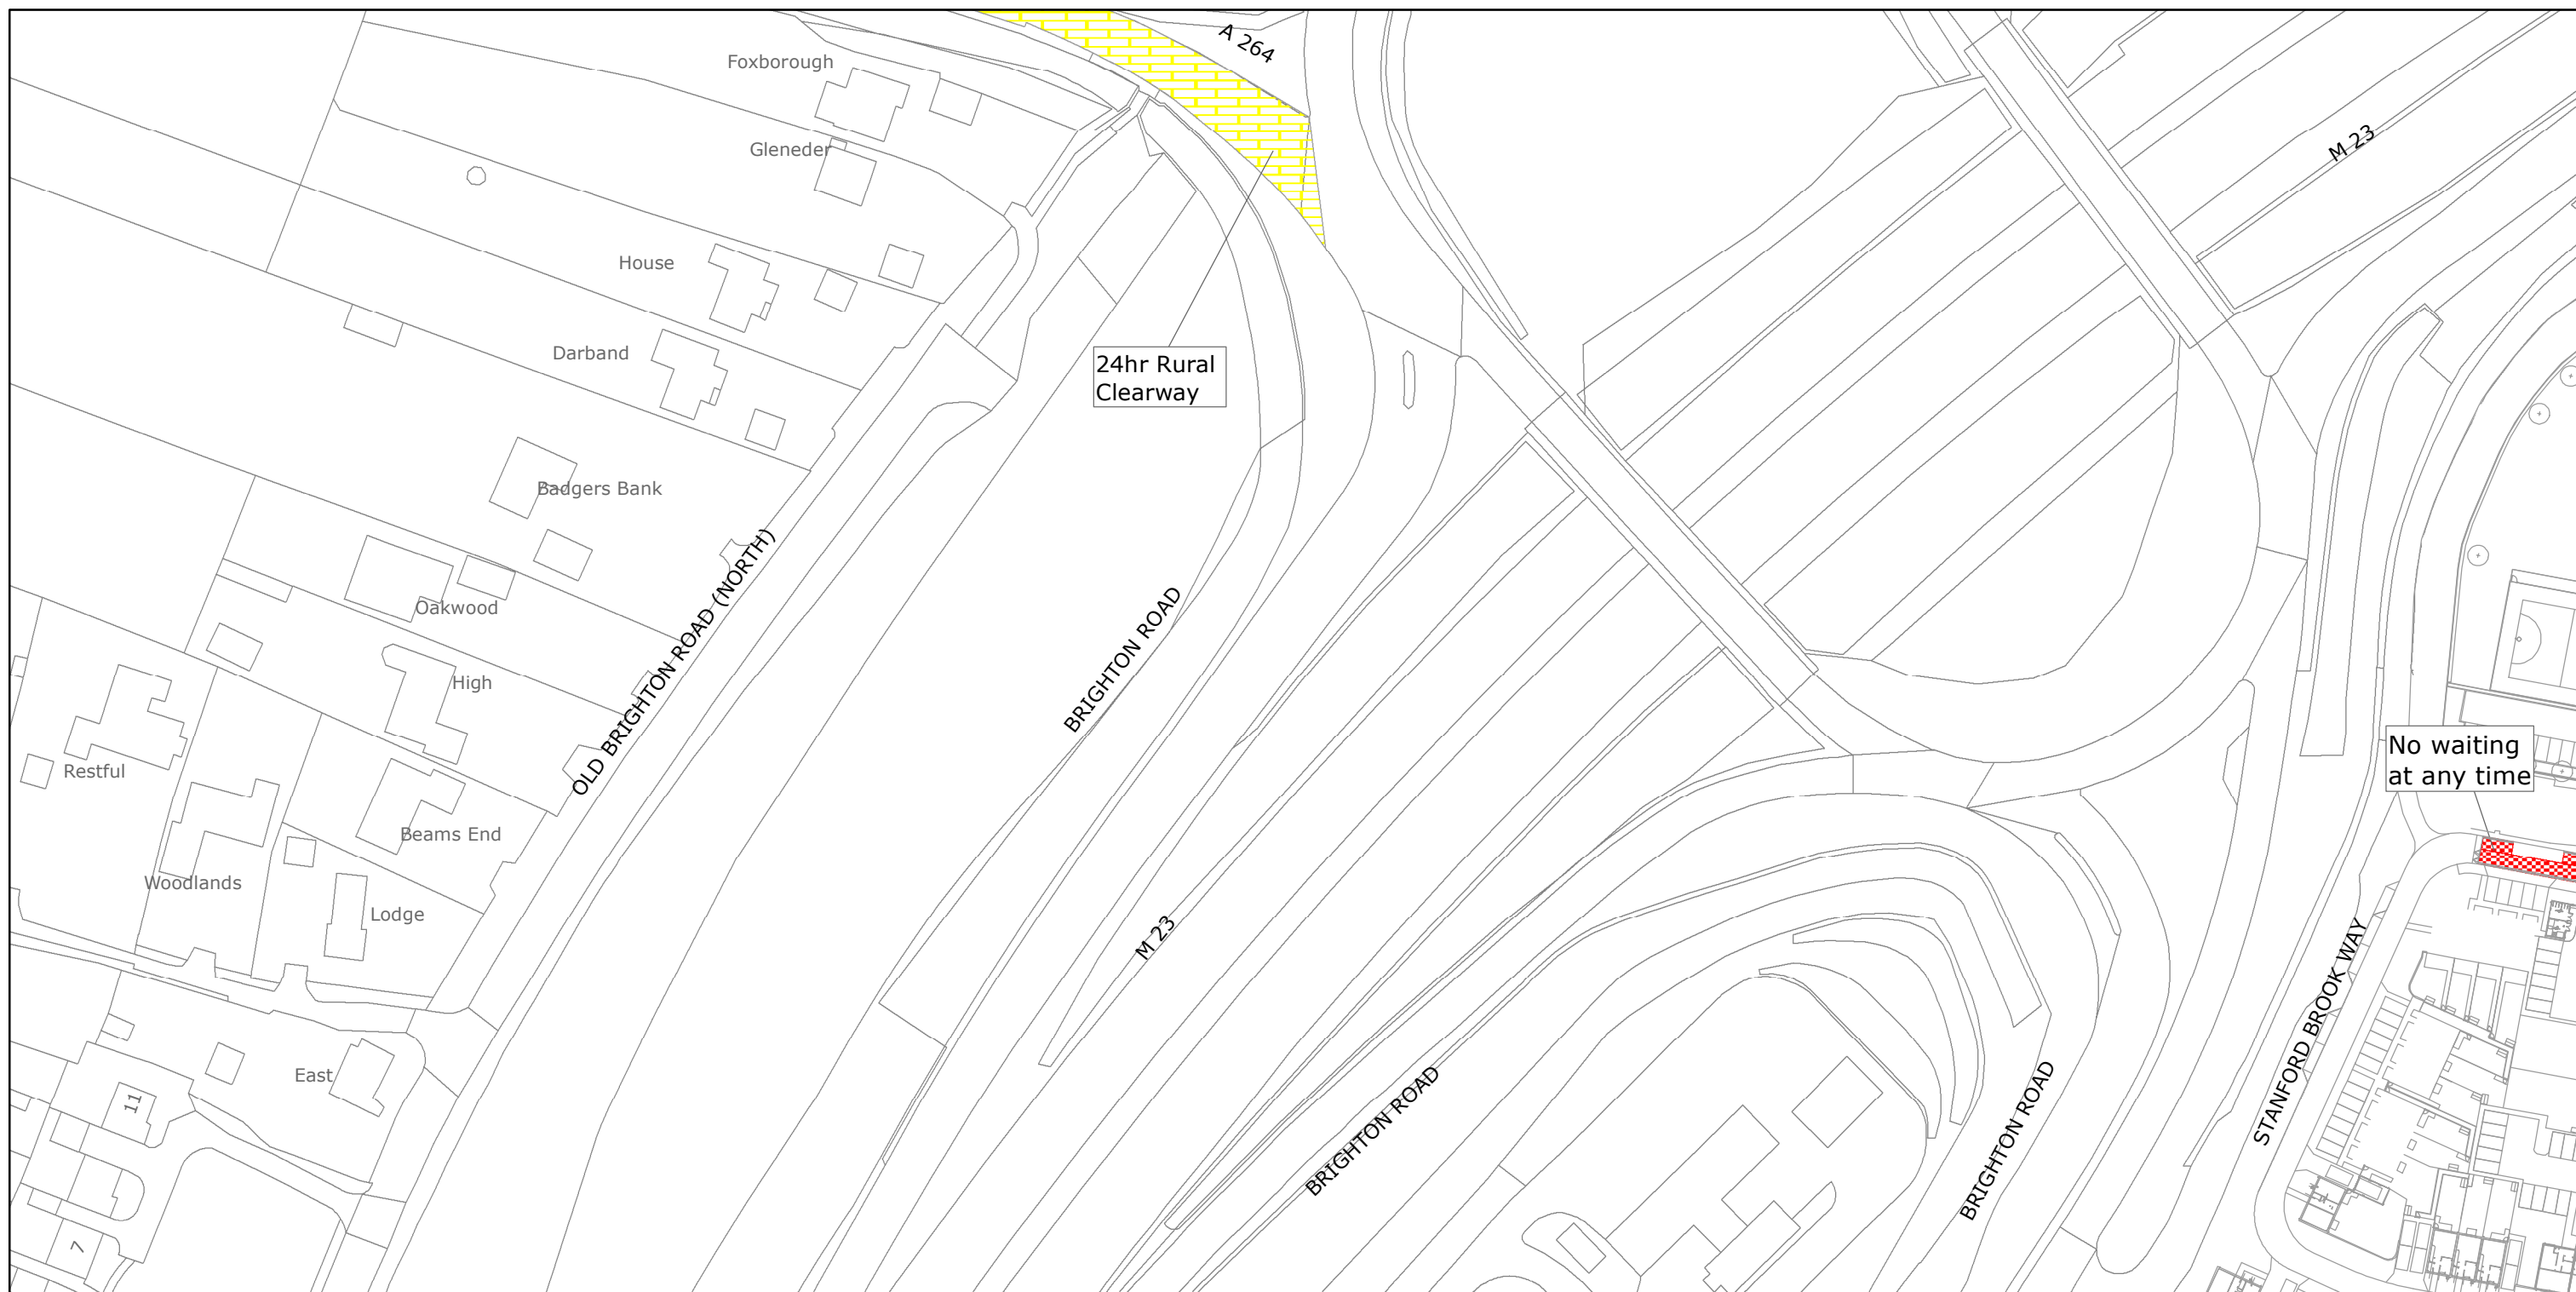 A 264
Foxborough
M 23
Gleneder
House
Darband
24hr Rural
Clearway
Badgers Bank
OLD BRIGHTON ROAD (NORTH)
Oakwood
BRIGHTON ROAD
High
No waiting
at any time
Restful
Beams End
Woodlands
Lodge
M 23
STANFORD BROOK WAY
East
11
BRIGHTON ROAD
BRIGHTON ROAD
7